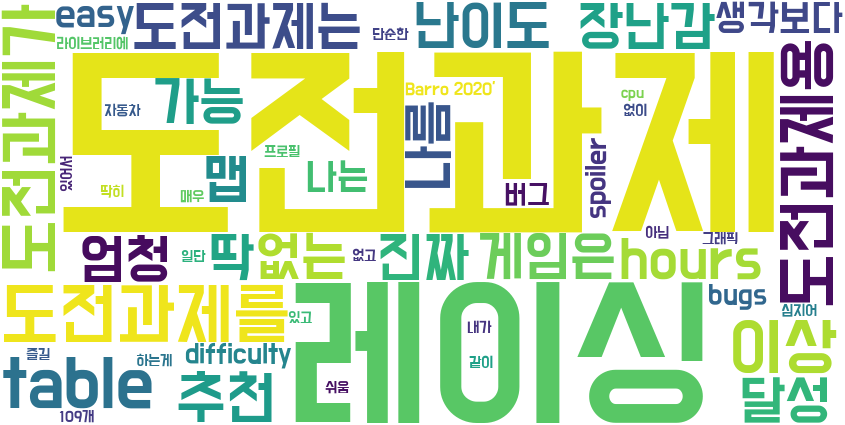 easy
도전과제는
난이도
장난감
생각보다
라이브러리에
단순한
도전과제가
도전과제
용
도전과제
자동차
가능
Barro 2020'
cpu
없이
그름
맵
프로필
나는
spoiler
있어서
딱히
매우
버그
아님
그래픽
엄청
일단
딱
없는
없고
진짜
게임은
hours
도전과제를
있고
레이싱
내가
같이
bugs
심지어
이상
즐길
하는게
difficulty
table
109개
추천
쉬움
달성